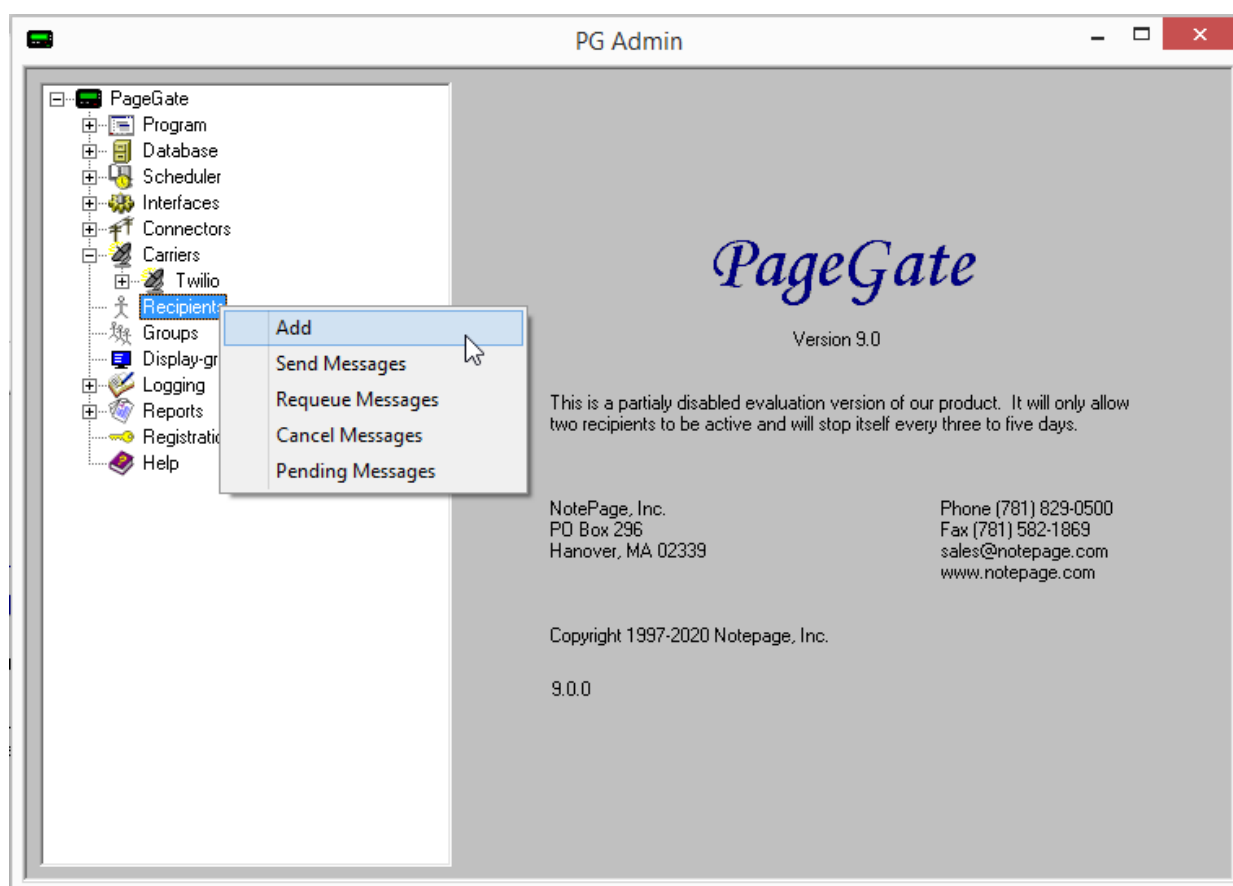 PG Admin
PageGate
Program
Database
Scheduler
Interfaces
Connectors
Carriers
Twilio
Recipients
Groups
Display-gr
Logging
Reports
Registratio
Help
Add
Send Messages
Requeue Messages
Cancel Messages
Pending Messages
PageGate
Version 9.0
This is a partialy disabled evaluation version of our product. It will only allow
two recipients to be active and will stop itself every three to five days.
NotePage, Inc.
PO Box 296
Hanover, MA 02339
Phone (781) 829-0500
Fax (781) 582-1869
sales@notepage.com
www.notepage.com
Copyright 1997-2020 Notepage, Inc.
9.0.0